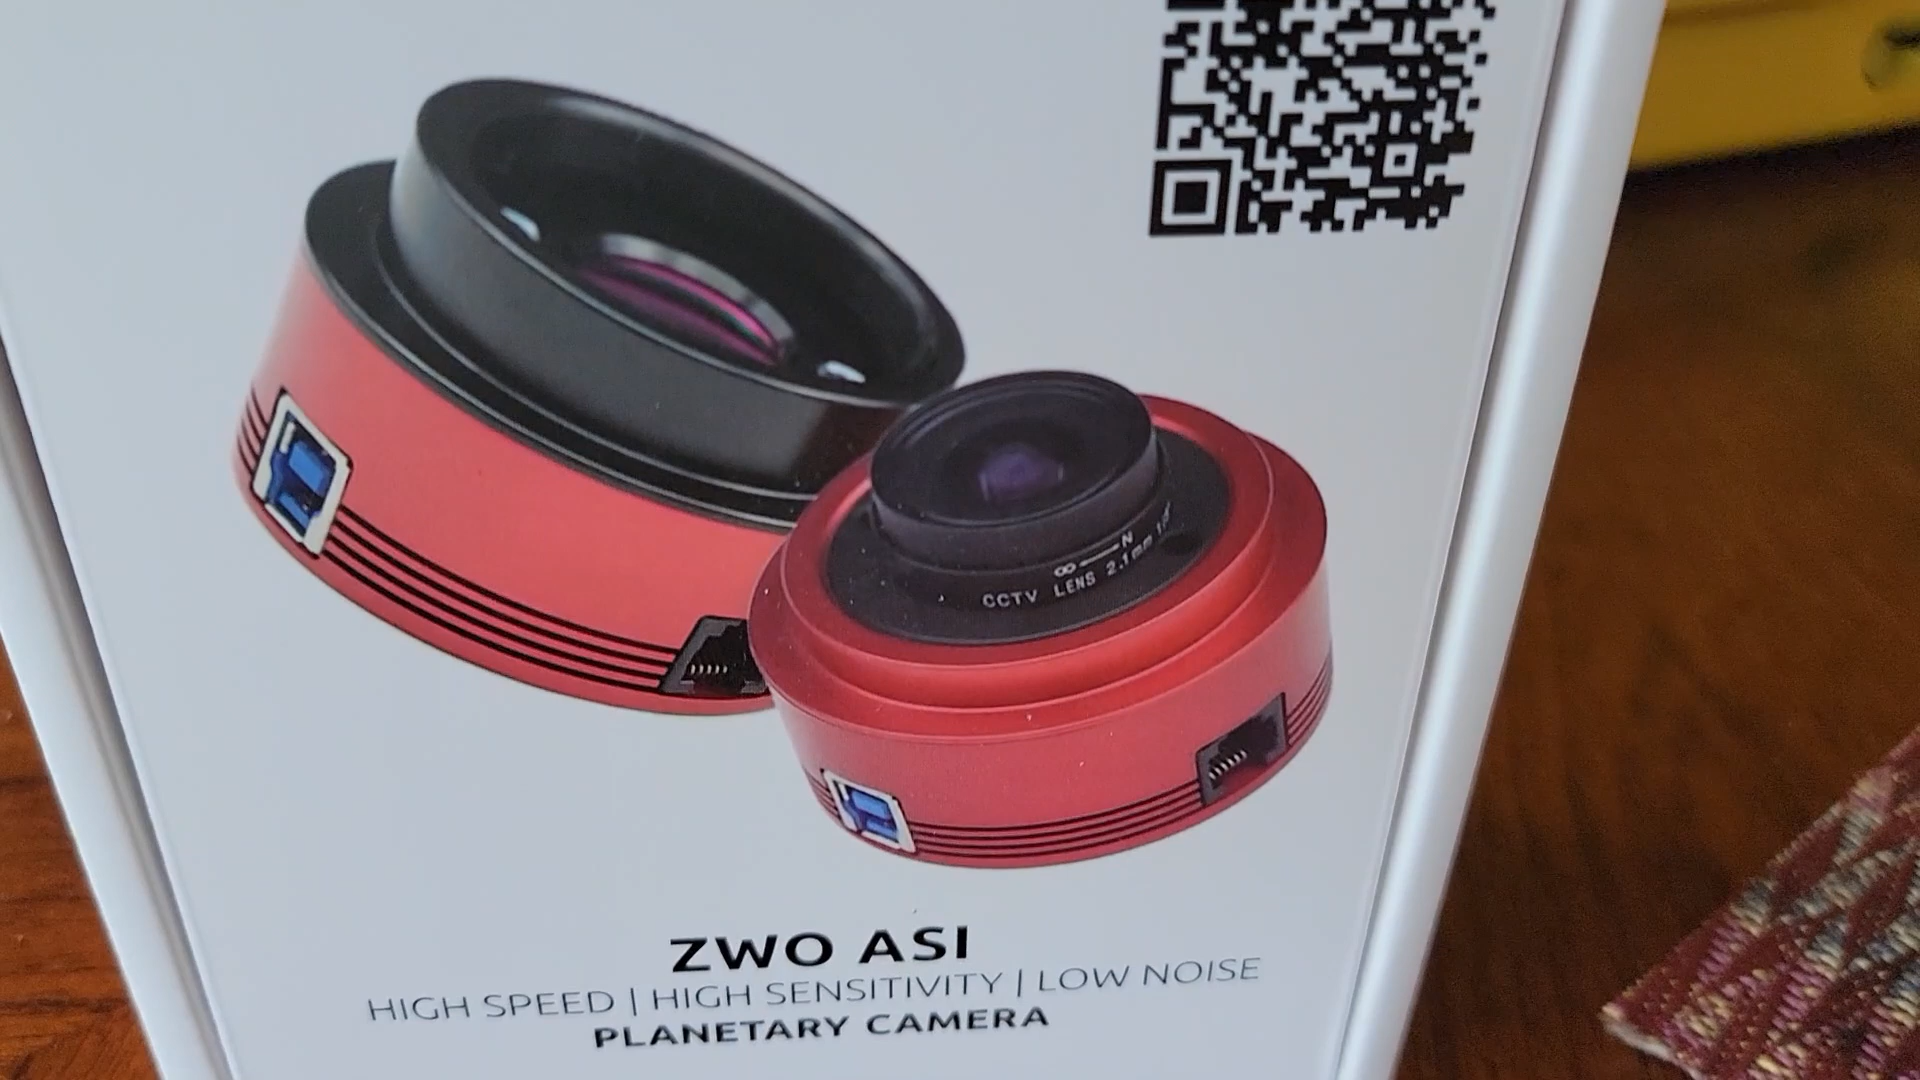 N
∞
CCTV LENS 2.1mm
ZWO ASI
HIGH SPEED | HIGH SENSITIVITY | LOW NOISE
PLANETARY CAMERA